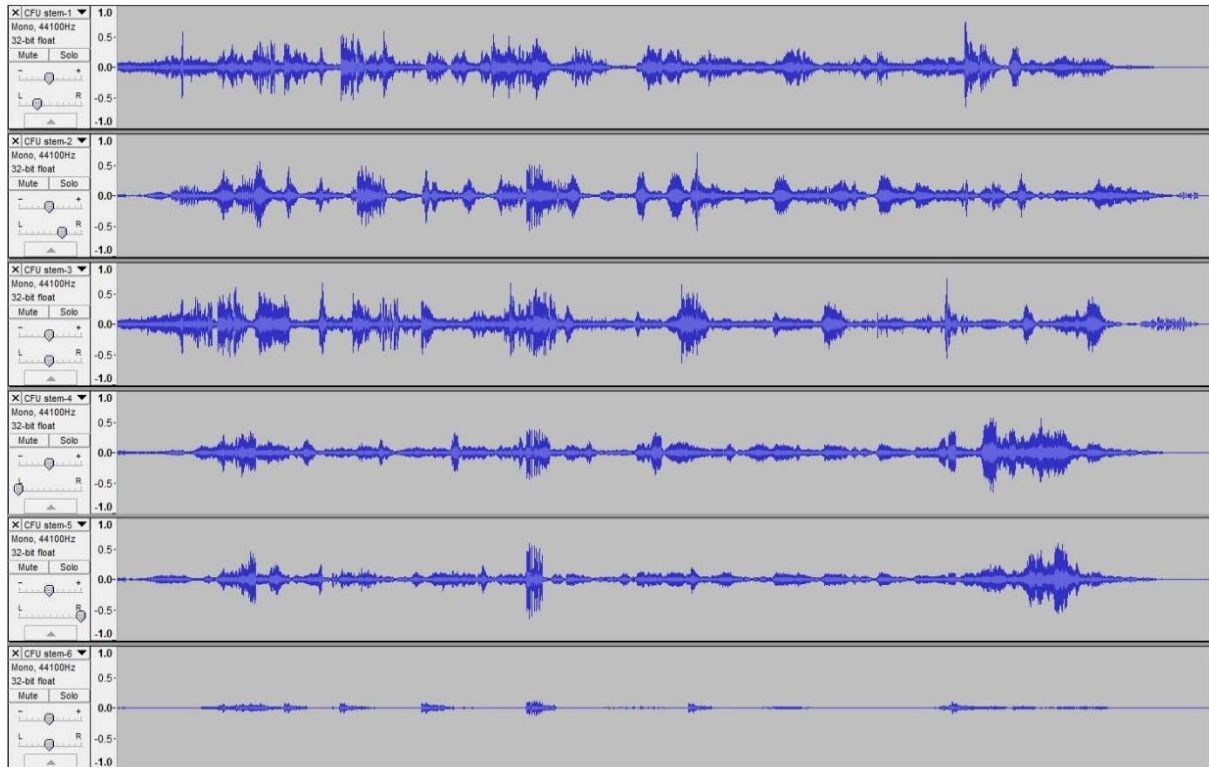 X CFU stem-1 ▼ 1.0
Mono, 44100Hz
32-bit float 0.5-
Mute Solo
- + 0.0-
L R -0.5-
-1.0
X CFU stem-2 ▼ 1.0
Mono, 44100Hz
32-bit float 0.5-
Mute Solo
- + 0.0-
L R -0.5-
-1.0
X CFU stem-3 ▼ 1.0
Mono, 44100Hz
32-bit float 0.5-
Mute Solo
- + 0.0-
L R -0.5-
-1.0
X CFU stem-4 ▼ 1.0
Mono, 44100Hz
32-bit float 0.5-
Mute Solo
- + 0.0-
L R -0.5-
-1.0
X CFU stem-5 ▼ 1.0
Mono, 44100Hz
32-bit float 0.5-
Mute Solo
- + 0.0-
L R -0.5-
-1.0
X CFU stem-6 ▼ 1.0
Mono, 44100Hz
32-bit float 0.5-
Mute Solo
- + 0.0-
L R -0.5-
-1.0